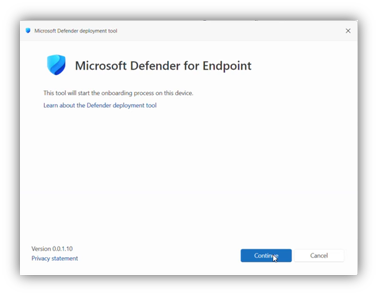 Microsoft Defender deployment tool
Microsoft Defender for Endpoint
This tool will start the onboarding process on this device.
Learn about the Defender deployment tool
Version 0.0.1.10
Privacy statement
Continue
Cancel